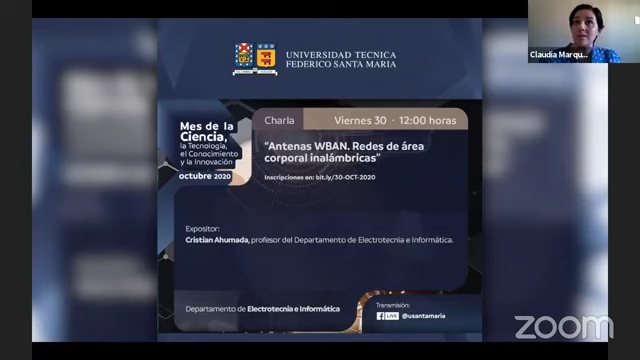 UNIVERSIDAD TECNICA
FEDERICO SANTA MARIA
Claudia Marqu...
Mes de la
Ciencia,
la Tecnología,
el Conocimiento
y la Innovación
octubre 2020
Charla
Viernes 30 · 12:00 horas
"Antenas WBAN. Redes de área
corporal inalámbricas"
Inscripciones en: bit.ly/30-OCT-2020
Expositor:
Cristian Ahumada, profesor del Departamento de Electrotecnia e Informática.
Departamento de Electrotecnia e Informática
Transmisión:
f LIVE @usantamaria
zoom